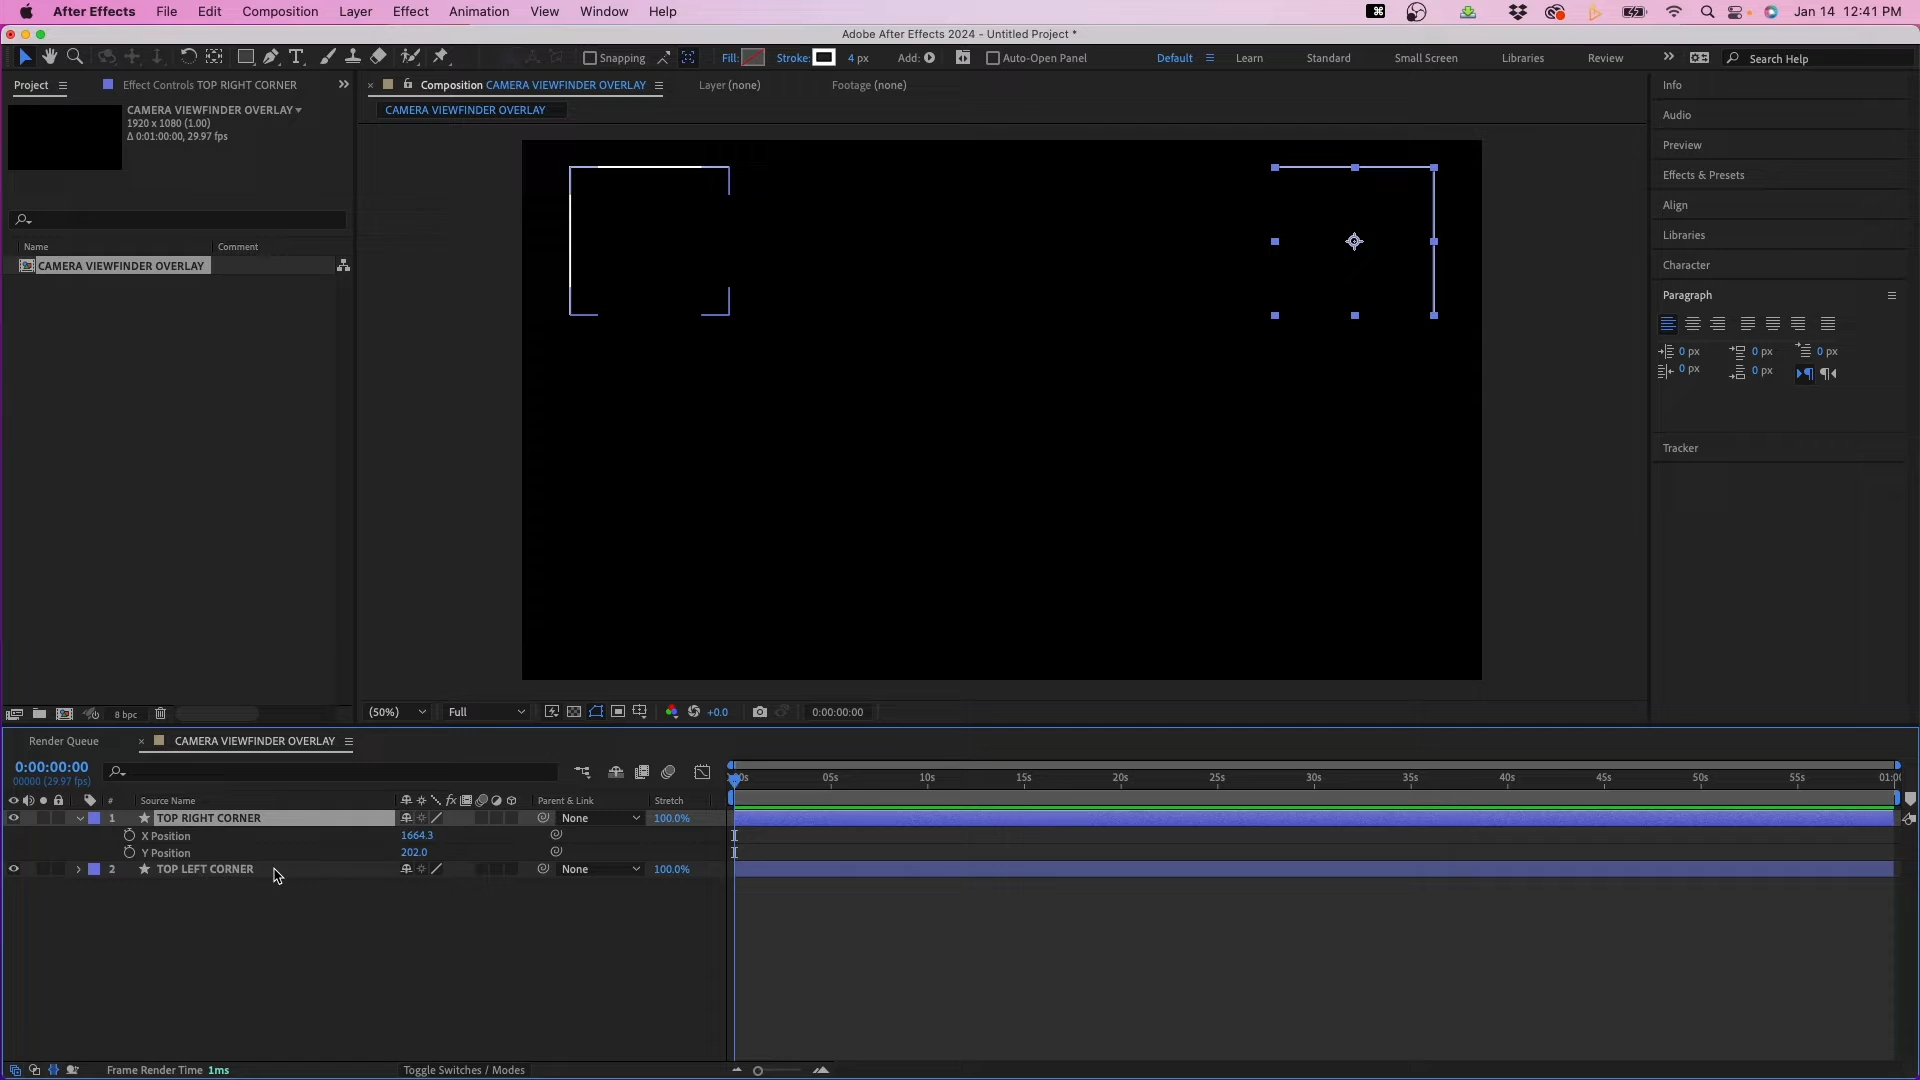 After Effects File Edit Composition Layer Effect Animation View Window Help Jan 14 12:41 PM
Adobe After Effects 2024 - Untitled Project *
Snapping Fill: Stroke: 4 px Add: Auto-Open Panel Default Learn Standard Small Screen Libraries Review Search Help
Project Effect Controls TOP RIGHT CORNER
CAMERA VIEWFINDER OVERLAY
1920 x 1080 (1.00)
Δ 0:01:00:00, 29.97 fps
Name Comment
CAMERA VIEWFINDER OVERLAY
8 bpc
Composition CAMERA VIEWFINDER OVERLAY Layer (none) Footage (none)
CAMERA VIEWFINDER OVERLAY
(50%) Full +0.0 0:00:00:00
Info
Audio
Preview
Effects & Presets
Align
Libraries
Character
Paragraph
0 px 0 px 0 px
0 px 0 px
Tracker
Render Queue CAMERA VIEWFINDER OVERLAY
0:00:00:00
00000 (29.97 fps)
05s 10s 15s 20s 25s 30s 35s 40s 45s 50s 55s
# Source Name fx Parent & Link Stretch
1 TOP RIGHT CORNER None 100.0%
X Position 1664.3
Y Position 202.0
2 TOP LEFT CORNER None 100.0%
Frame Render Time 1ms Toggle Switches / Modes